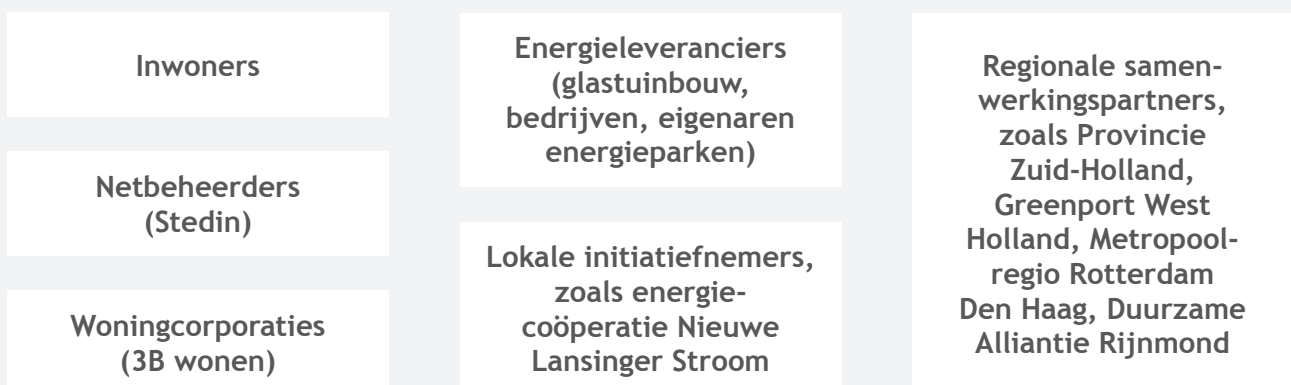 Inwoners
Netbeheerders
(Stedin)
Woningcorporaties
(3B wonen)
Energieleveranciers
(glastuinbouw,
bedrijven, eigenaren
energieparken)
Lokale initiatiefnemers,
zoals energie-
coöperatie Nieuwe
Lansinger Stroom
Regionale samen-
werkingspartners,
zoals Provincie
Zuid-Holland,
Greenport West
Holland, Metropool-
regio Rotterdam
Den Haag, Duurzame
Alliantie Rijnmond